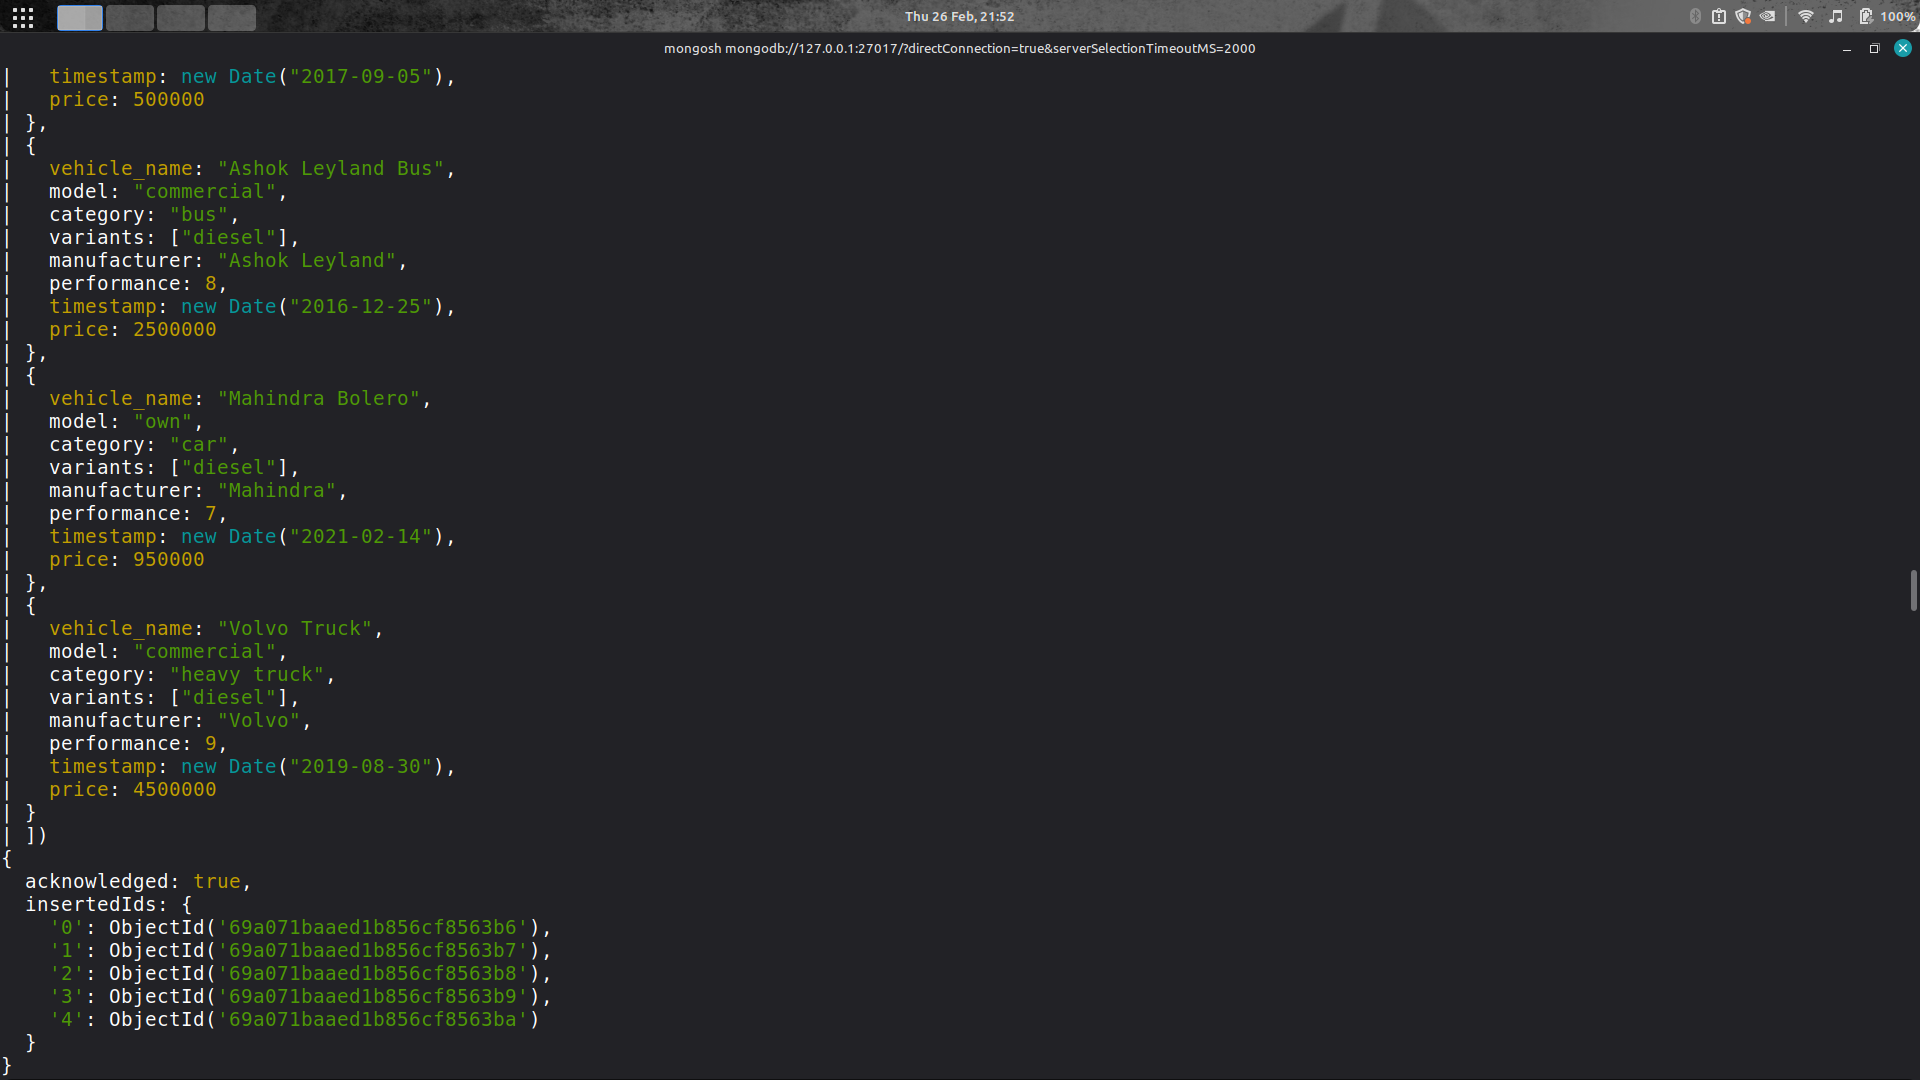 Thu 26 Feb, 21:52
100%
mongosh mongodb://127.0.0.1:27017/?directConnection=true&serverSelectionTimeoutMS=2000
|   timestamp: new Date("2017-09-05"),
|   price: 500000
| },
| {
|   vehicle_name: "Ashok Leyland Bus",
|   model: "commercial",
|   category: "bus",
|   variants: ["diesel"],
|   manufacturer: "Ashok Leyland",
|   performance: 8,
|   timestamp: new Date("2016-12-25"),
|   price: 2500000
| },
| {
|   vehicle_name: "Mahindra Bolero",
|   model: "own",
|   category: "car",
|   variants: ["diesel"],
|   manufacturer: "Mahindra",
|   performance: 7,
|   timestamp: new Date("2021-02-14"),
|   price: 950000
| },
| {
|   vehicle_name: "Volvo Truck",
|   model: "commercial",
|   category: "heavy truck",
|   variants: ["diesel"],
|   manufacturer: "Volvo",
|   performance: 9,
|   timestamp: new Date("2019-08-30"),
|   price: 4500000
| }
| ])
{
  acknowledged: true,
  insertedIds: {
    '0': ObjectId('69a071baaed1b856cf8563b6'),
    '1': ObjectId('69a071baaed1b856cf8563b7'),
    '2': ObjectId('69a071baaed1b856cf8563b8'),
    '3': ObjectId('69a071baaed1b856cf8563b9'),
    '4': ObjectId('69a071baaed1b856cf8563ba')
  }
}